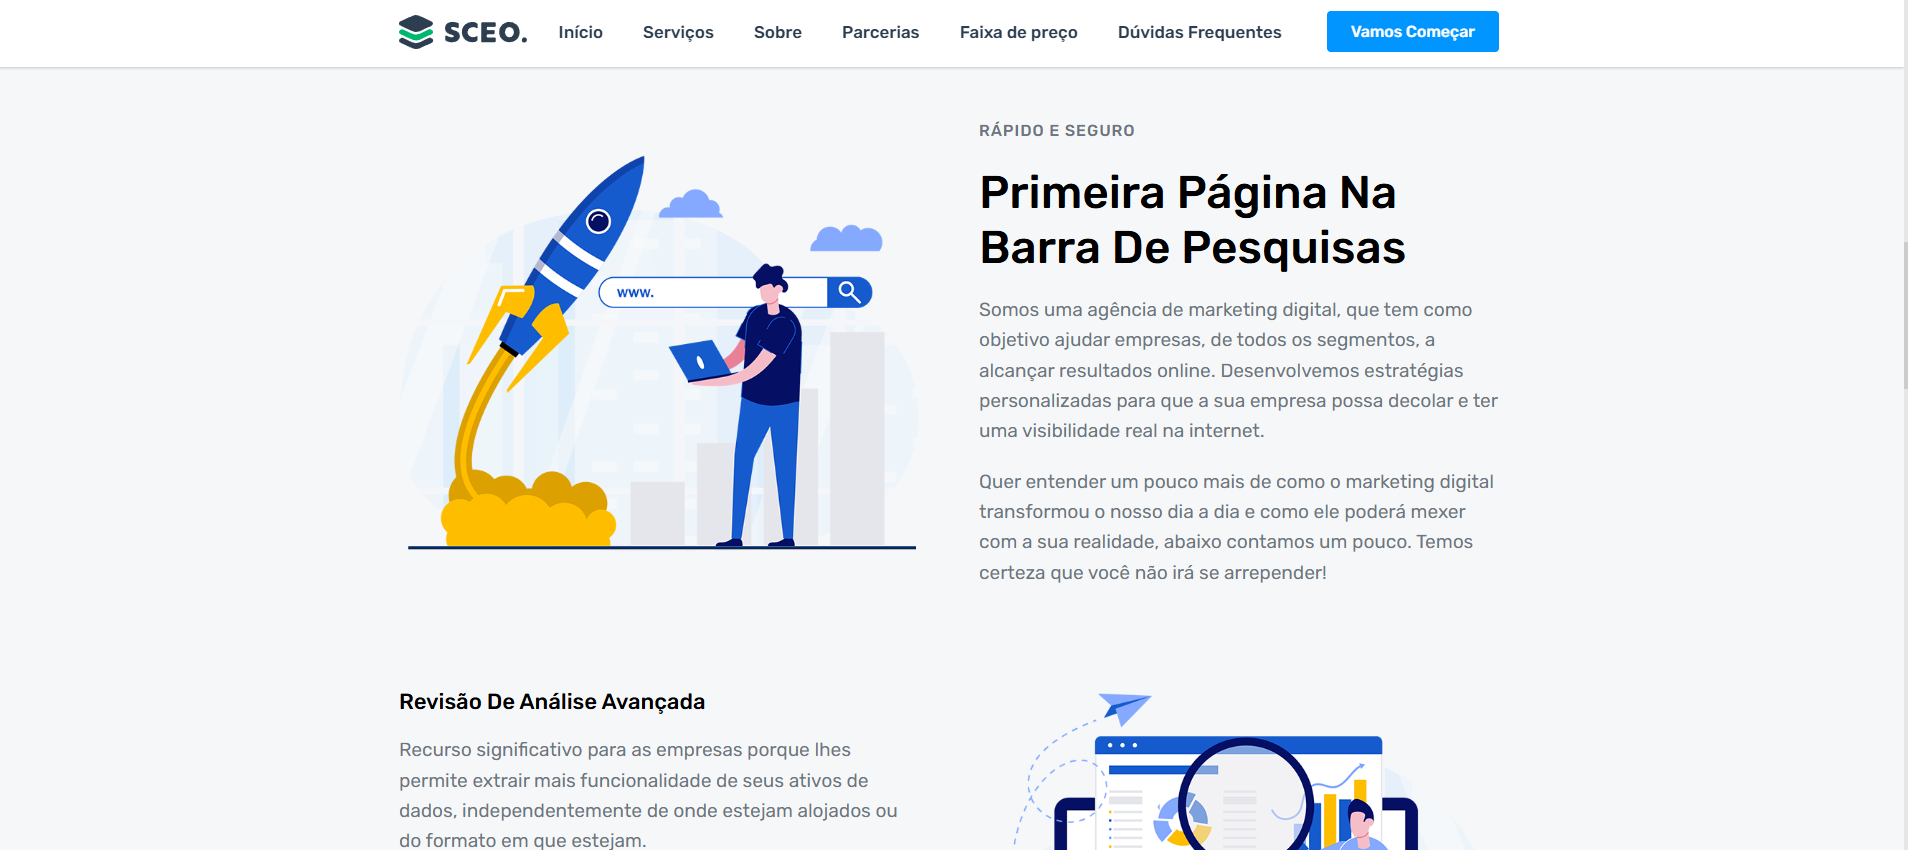 SCEO.
Início
Serviços
Sobre
Parcerias
Faixa de preço
Dúvidas Frequentes
Vamos Começar
www.
RÁPIDO E SEGURO
Primeira Página Na
Barra De Pesquisas
Somos uma agência de marketing digital, que tem como
objetivo ajudar empresas, de todos os segmentos, a
alcançar resultados online. Desenvolvemos estratégias
personalizadas para que a sua empresa possa decolar e ter
uma visibilidade real na internet.
Quer entender um pouco mais de como o marketing digital
transformou o nosso dia a dia e como ele poderá mexer
com a sua realidade, abaixo contamos um pouco. Temos
certeza que você não irá se arrepender!
Revisão De Análise Avançada
Recurso significativo para as empresas porque lhes
permite extrair mais funcionalidade de seus ativos de
dados, independentemente de onde estejam alojados ou
do formato em que estejam.